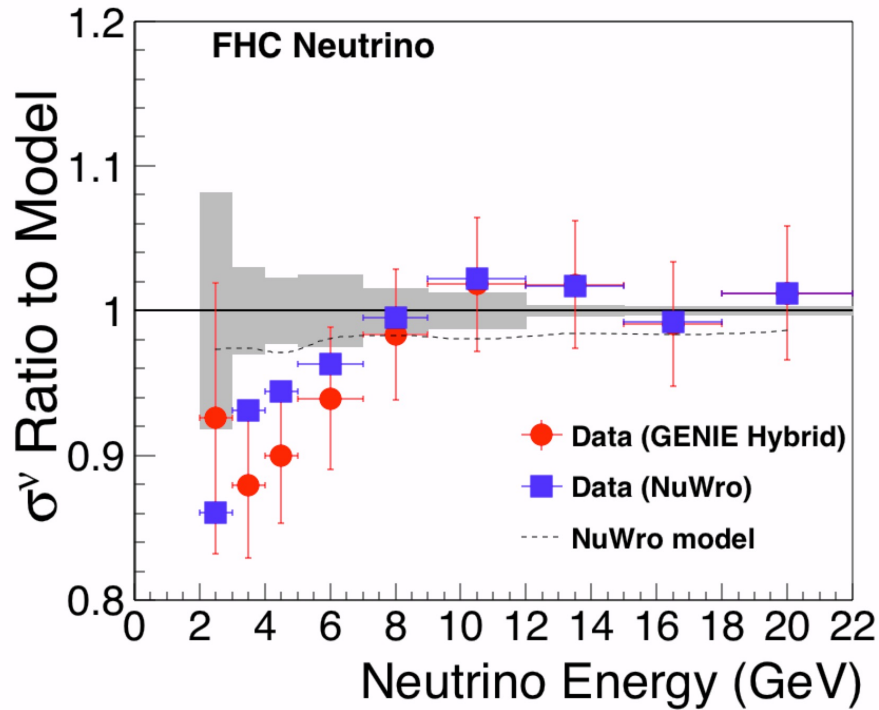 FHC Neutrino
σν Ratio to Model
1.2
1.1
1
0.9
0.8
Data (GENIE Hybrid)
Data (NuWro)
NuWro model
0 2 4 6 8 10 12 14 16 18 20 22
Neutrino Energy (GeV)